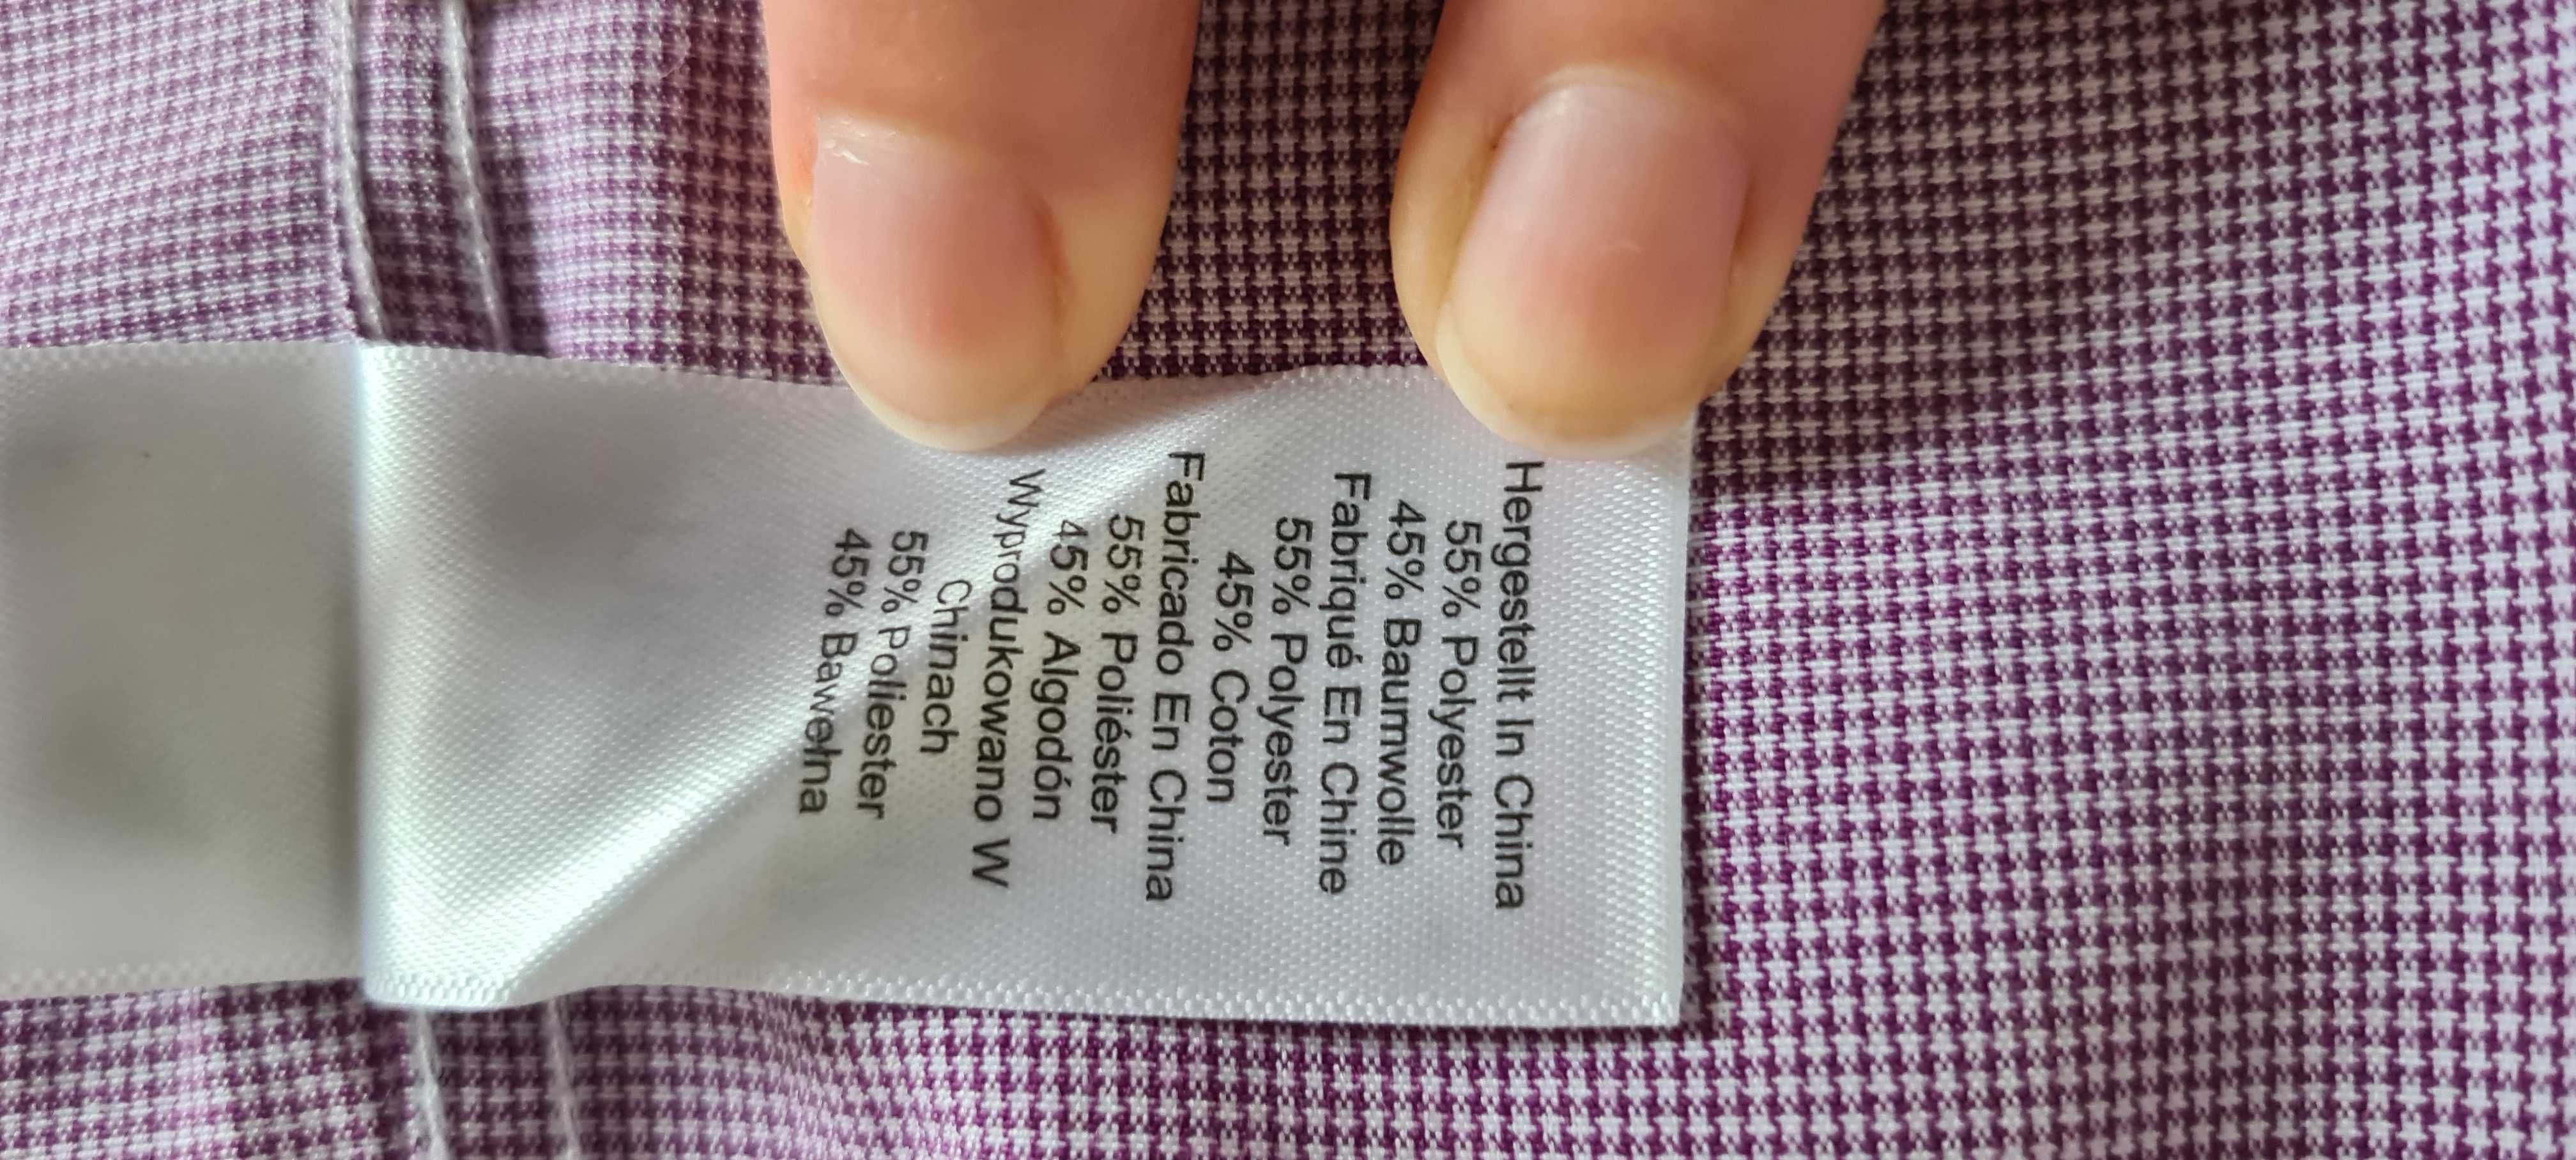 Hergestellt In China
55% Polyester
45% Baumwolle
Fabriqué En Chine
55% Polyester
45% Coton
Fabricado En China
55% Poliéster
45% Algodón
Wyprodukowano W
Chinach
55% Poliester
45% Bawełna